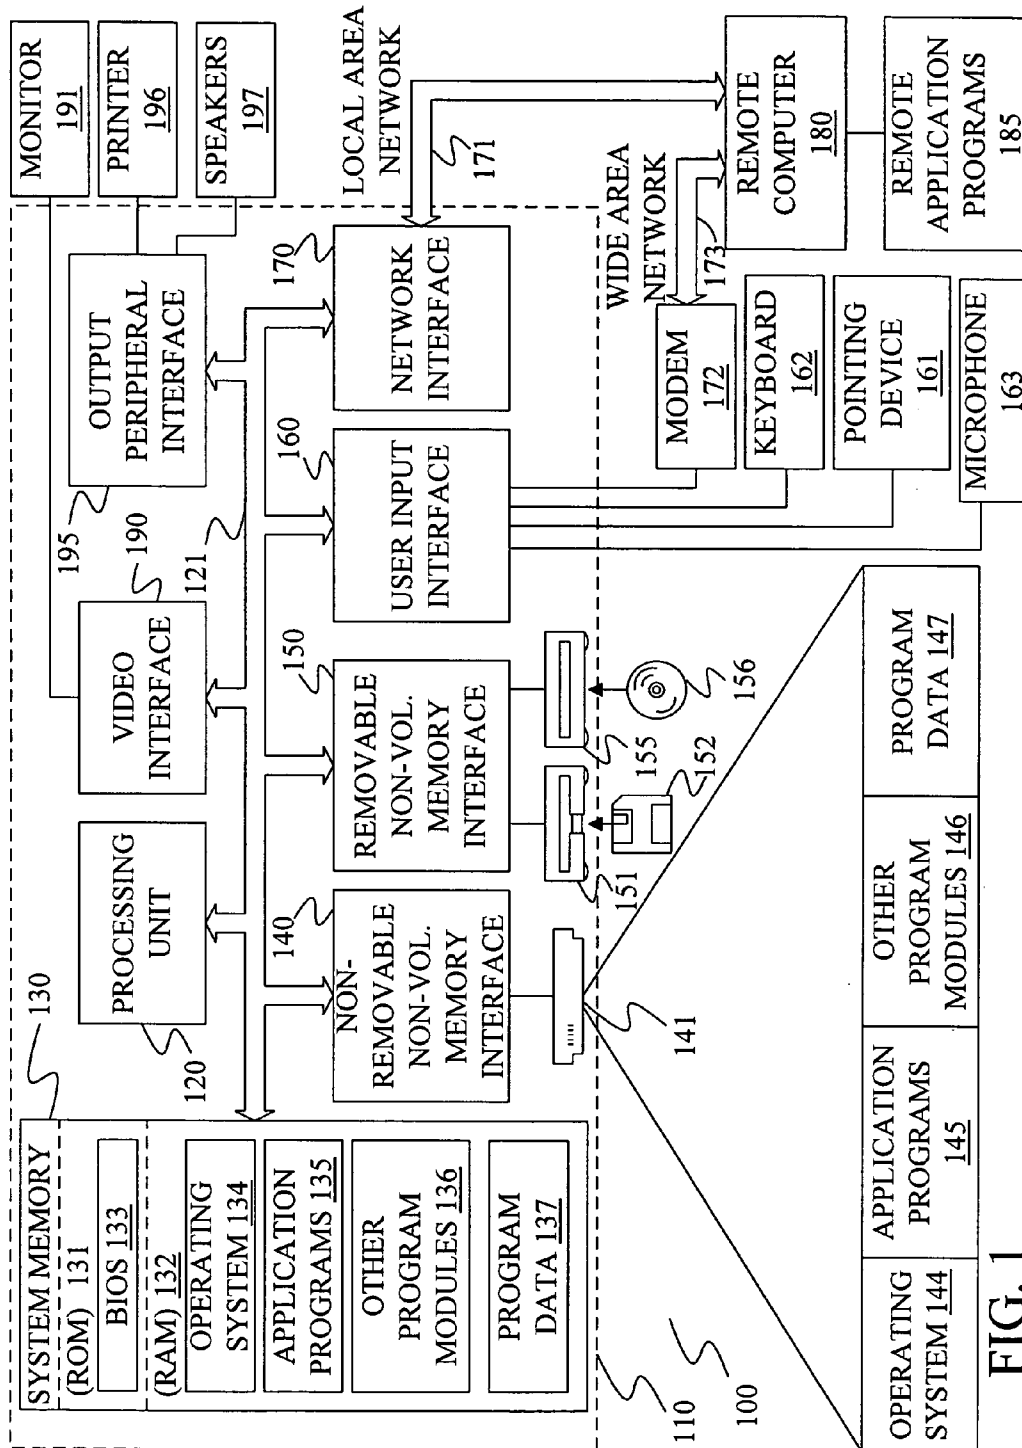 SYSTEM MEMORY
(ROM) 131
BIOS 133
(RAM) 132
OPERATING
SYSTEM 134
APPLICATION
PROGRAMS 135
OTHER
PROGRAM
MODULES 136
PROGRAM
DATA 137
130
120
PROCESSING
UNIT
VIDEO
INTERFACE
190
195
OUTPUT
PERIPHERAL
INTERFACE
121
MONITOR
191
PRINTER
196
SPEAKERS
197
140
NON-
REMOVABLE
NON-VOL.
MEMORY
INTERFACE
150
REMOVABLE
NON-VOL.
MEMORY
INTERFACE
160
USER INPUT
INTERFACE
170
NETWORK
INTERFACE
LOCAL AREA
NETWORK
171
110
100
141
151
152
155
156
WIDE AREA
NETWORK
173
MODEM
172
KEYBOARD
162
POINTING
DEVICE
161
MICROPHONE
163
REMOTE
COMPUTER
180
REMOTE
APPLICATION
PROGRAMS
185
OPERATING
SYSTEM 144
APPLICATION
PROGRAMS
145
OTHER
PROGRAM
MODULES 146
PROGRAM
DATA 147
FIG. 1